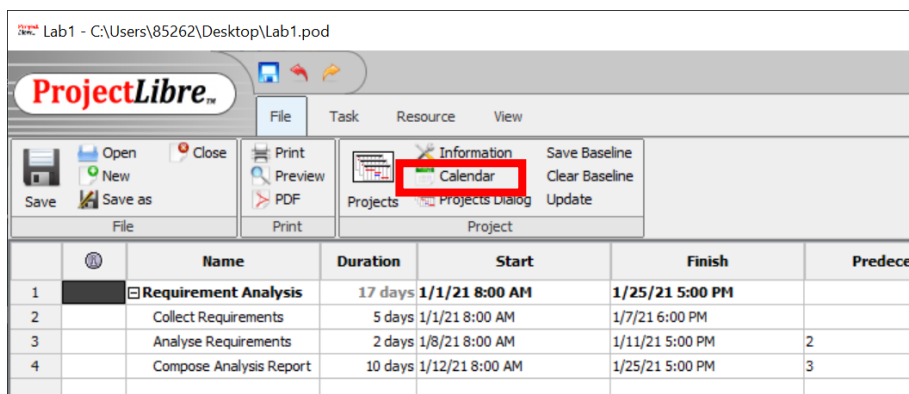 Lab1 - C:\Users\85262\Desktop\Lab1.pod
ProjectLibre™
File Task Resource View
Open Close Print Information Save Baseline
New Preview Calendar Clear Baseline
Save Save as PDF Projects Projects Dialog Update
File Print Project
Name Duration Start Finish Predece
1 Requirement Analysis 17 days 1/1/21 8:00 AM 1/25/21 5:00 PM
2 Collect Requirements 5 days 1/1/21 8:00 AM 1/7/21 6:00 PM
3 Analyse Requirements 2 days 1/8/21 8:00 AM 1/11/21 5:00 PM 2
4 Compose Analysis Report 10 days 1/12/21 8:00 AM 1/25/21 5:00 PM 3